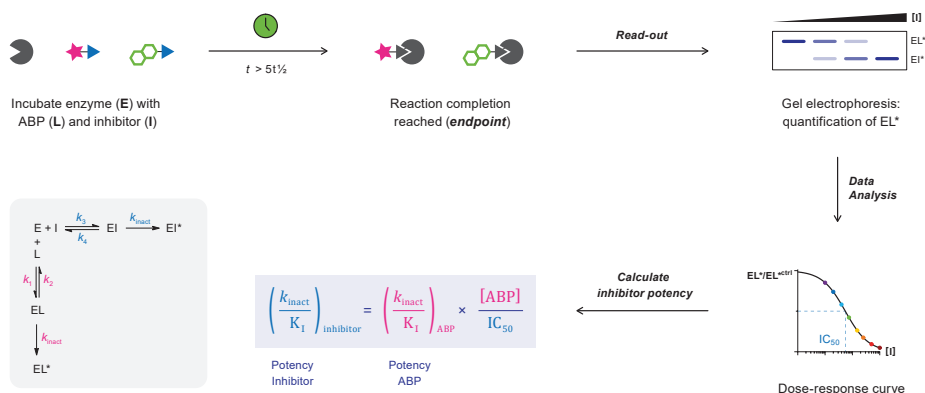 [I]
EL*
EI*
t > 5t½
Read-out
Incubate enzyme (E) with
ABP (L) and inhibitor (I)
Reaction completion
reached (endpoint)
Gel electrophoresis:
quantification of EL*
Data
Analysis
E + I
k3
k4
EI
kinact
EI*
+
L
k1
k2
EL
kinact
EL*
(kinact/KI)inhibitor = (kinact/KI)ABP × [ABP]/IC50
Potency
Inhibitor
Potency
ABP
Calculate
inhibitor potency
EL*/EL*ctrl
IC50
[I]
Dose-response curve